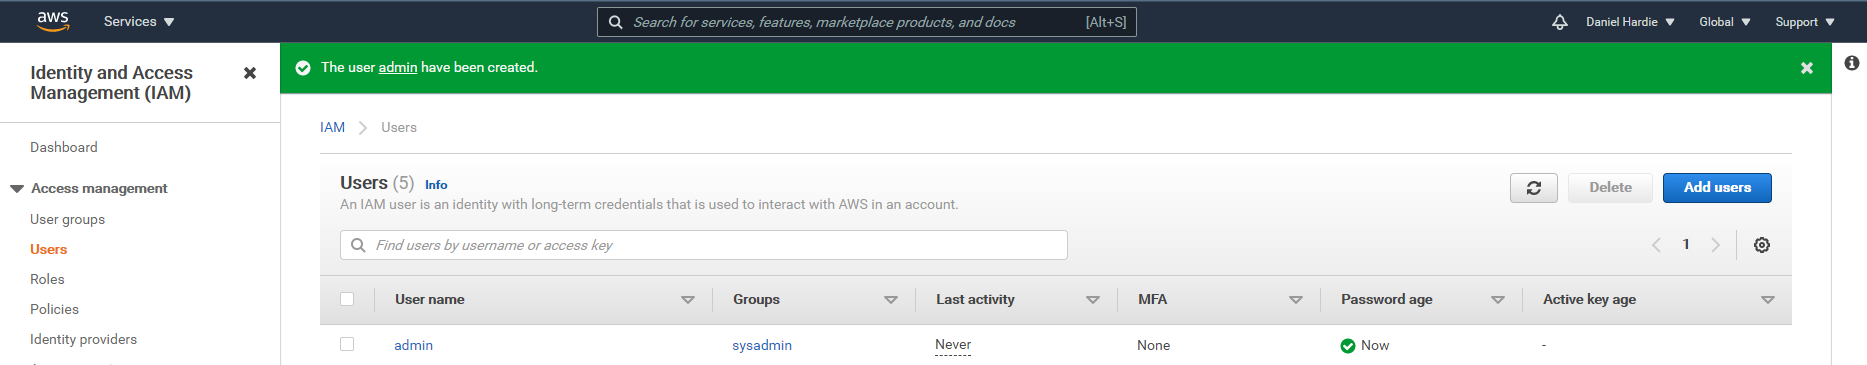 aws
Services
Search for services, features, marketplace products, and docs [Alt+S]
Daniel Hardie
Global
Support
Identity and Access
Management (IAM)
Dashboard
Access management
User groups
Users
Roles
Policies
Identity providers
The user admin have been created.
IAM Users
Users (5) Info
An IAM user is an identity with long-term credentials that is used to interact with AWS in an account.
Delete
Add users
Find users by username or access key
1
User name Groups Last activity MFA Password age Active key age
admin sysadmin Never None Now -